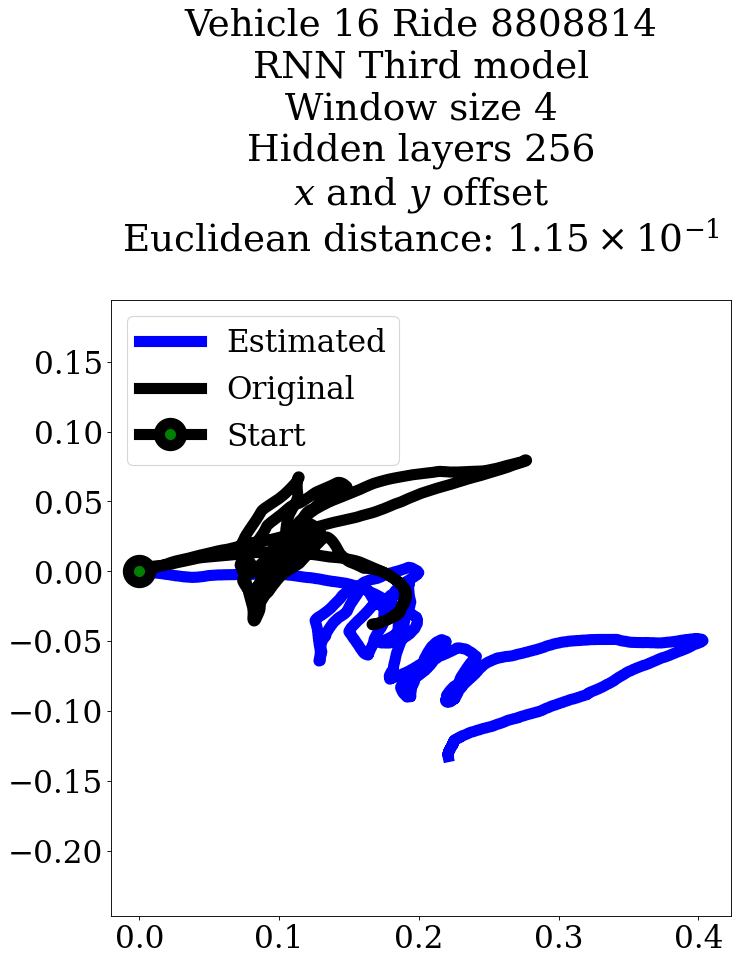 Vehicle 16 Ride 8808814
RNN Third model
Window size 4
Hidden layers 256
x and y offset
Euclidean distance: 1.15 × 10⁻¹
Estimated
Original
Start
0.15
0.10
0.05
0.00
−0.05
−0.10
−0.15
−0.20
0.0 0.1 0.2 0.3 0.4